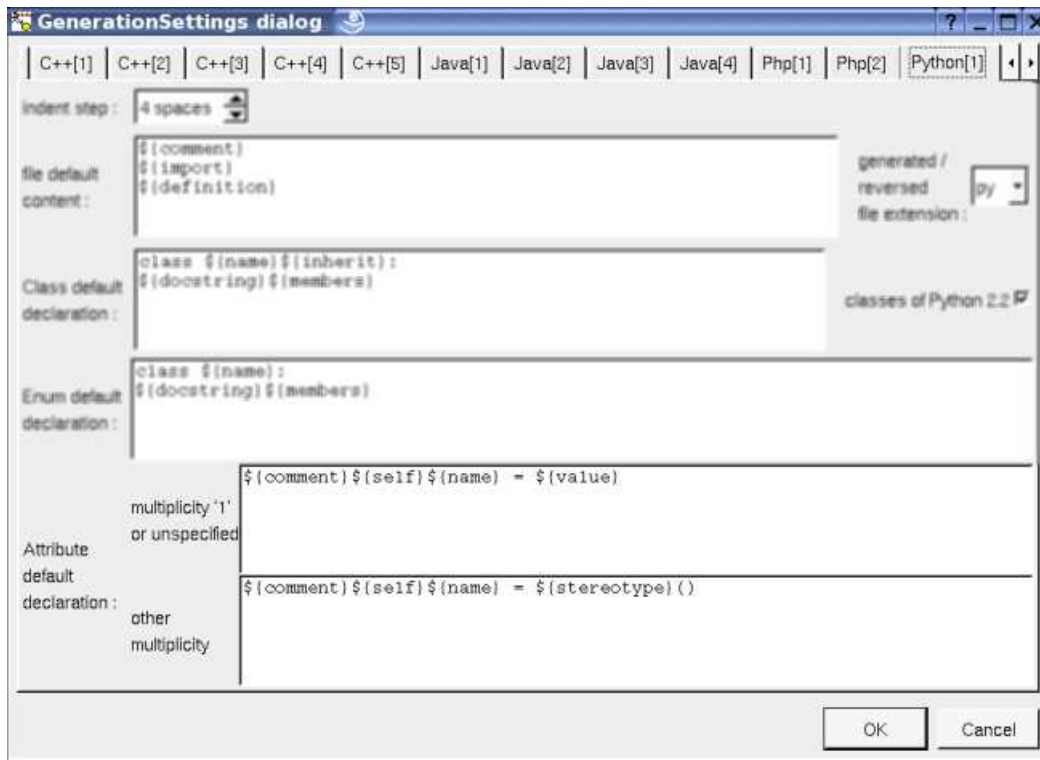 GenerationSettings dialog
C++[1] C++[2] C++[3] C++[4] C++[5] Java[1] Java[2] Java[3] Java[4] Php[1] Php[2] Python[1]
indent step : 4 spaces
file default content :
${comment}
${import}
${definition}
generated / reversed file extension : py
Class default declaration :
class ${name}${inherit}:
${docstring}${members}
classes of Python 2.2
Enum default declaration :
class ${name}:
${docstring}${members}
Attribute default declaration :
multiplicity '1' or unspecified
${comment}${self}${name} = ${value}
other multiplicity
${comment}${self}${name} = ${stereotype}()
OK Cancel